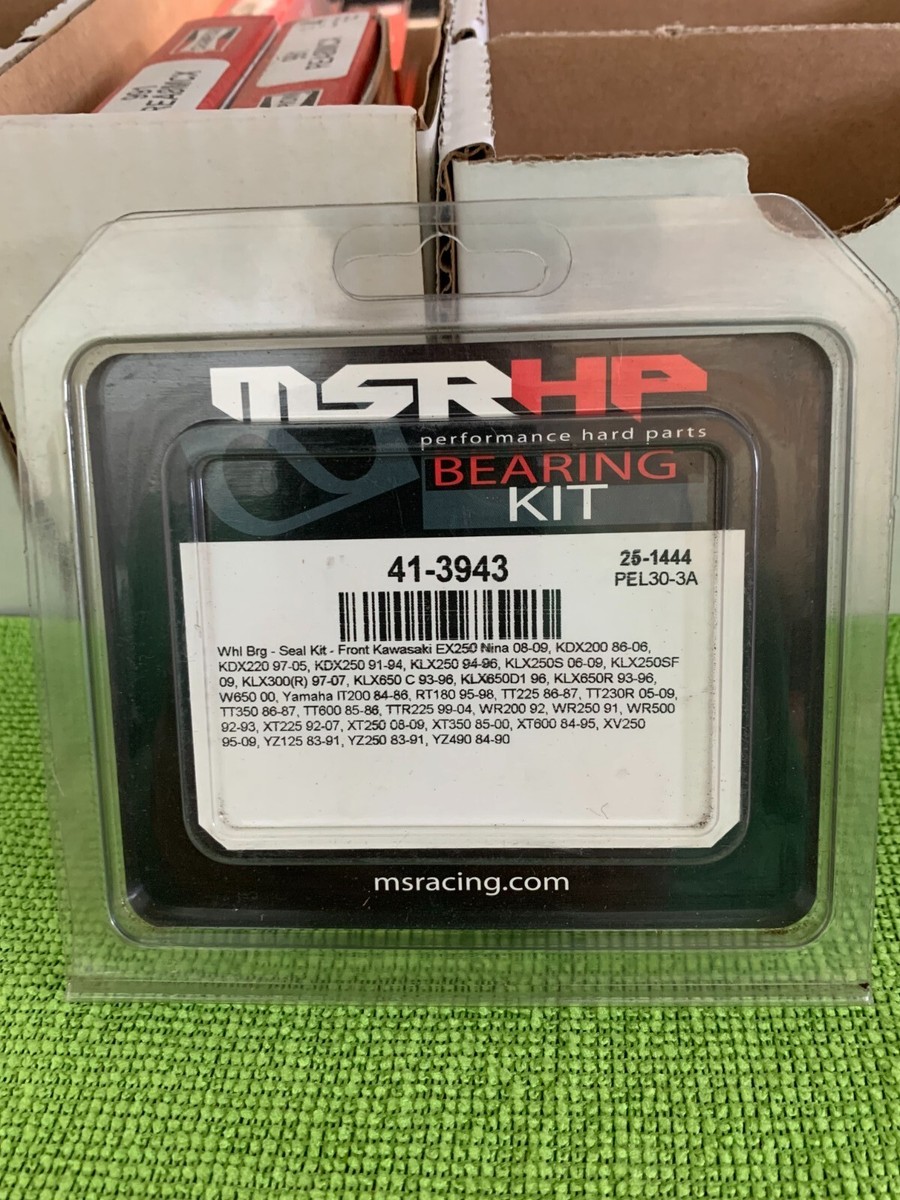 991
REA8MCX
REA8MCX
MSRHP
performance hard parts
BEARING
KIT
41-3943
25-1444
PEL30-3A
Whl Brg - Seal Kit - Front Kawasaki EX250 Nina 08-09, KDX200 86-06,
KDX220 97-05, KDX250 91-94, KLX250 94-96, KLX250S 06-09, KLX250SF
09, KLX300(R) 97-07, KLX650 C 93-96, KLX650D1 96, KLX650R 93-96,
W650 00, Yamaha IT200 84-86, RT180 95-98, TT225 86-87, TT230R 05-09,
TT350 86-87, TT600 85-86, TTR225 99-04, WR200 92, WR250 91, WR500
92-93, XT225 92-07, XT250 08-09, XT350 85-00, XT600 84-95, XV250
95-09, YZ125 83-91, YZ250 83-91, YZ490 84-90
msracing.com